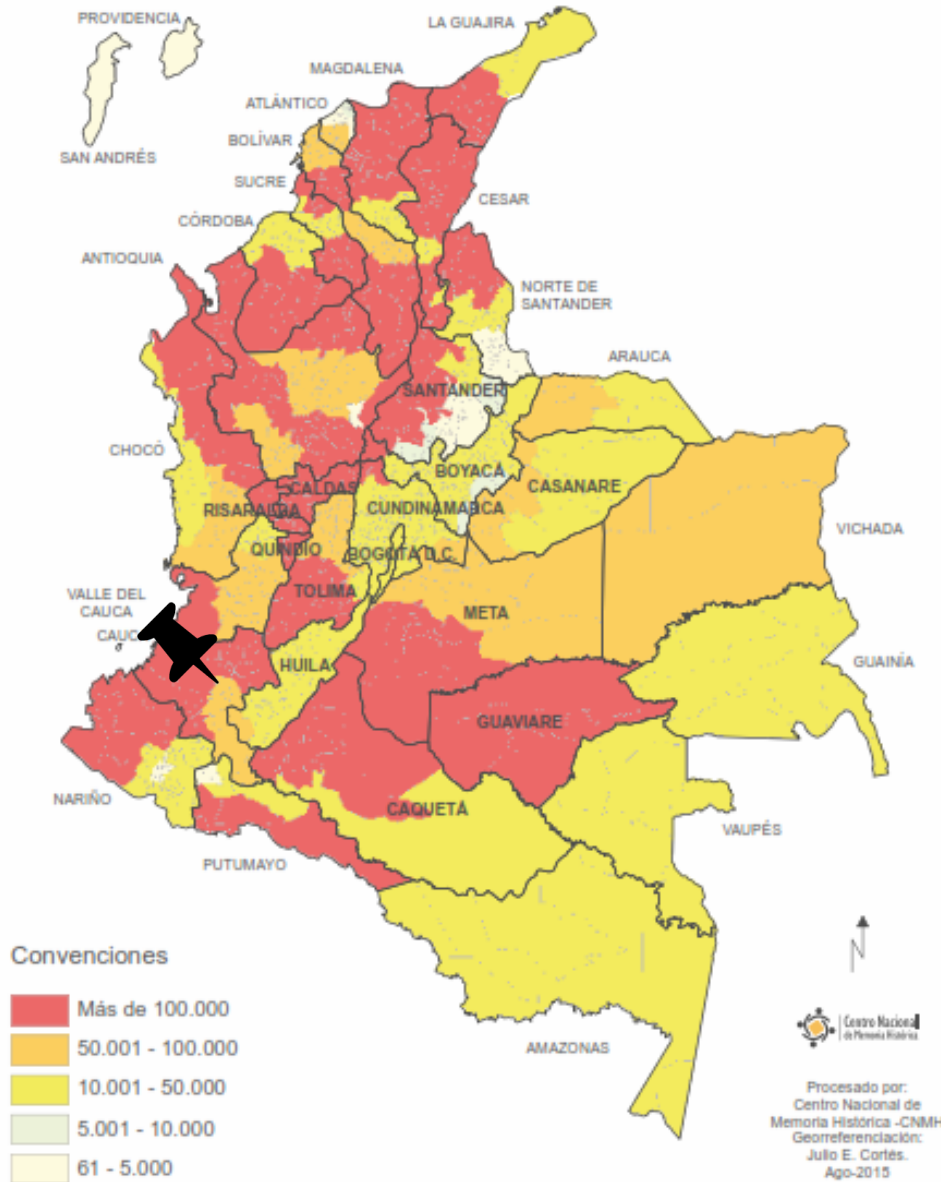 PROVIDENCIA
LA GUAJIRA
MAGDALENA
ATLÁNTICO
BOLÍVAR
SAN ANDRÉS
SUCRE
CESAR
CÓRDOBA
ANTIOQUIA
NORTE DE
SANTANDER
ARAUCA
SANTANDER
CHOCÓ
BOYACÁ
CALDAS
CASANARE
CUNDINAMARCA
RISARALDA
VICHADA
QUINDÍO
BOGOTÁ D.C.
TOLIMA
VALLE DEL
CAUCA
META
CAUC
HUILA
GUAINÍA
GUAVIARE
NARIÑO
CAQUETÁ
VAUPÉS
PUTUMAYO
N
Convenciones
Más de 100.000
50.001 - 100.000
10.001 - 50.000
5.001 - 10.000
61 - 5.000
AMAZONAS
Centro Nacional
de Memoria Histórica
Procesado por:
Centro Nacional de
Memoria Histórica -CNMH
Georreferenciación:
Julio E. Cortés.
Ago-2015